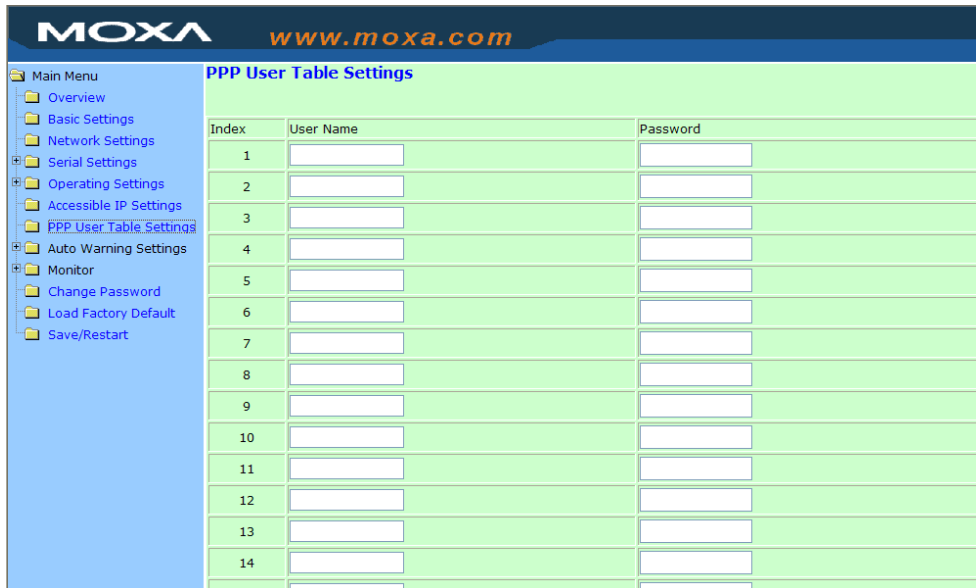 MOXA www.moxa.com
Main Menu
Overview
Basic Settings
Network Settings
Serial Settings
Operating Settings
Accessible IP Settings
PPP User Table Settings
Auto Warning Settings
Monitor
Change Password
Load Factory Default
Save/Restart
PPP User Table Settings
Index User Name Password
1
2
3
4
5
6
7
8
9
10
11
12
13
14